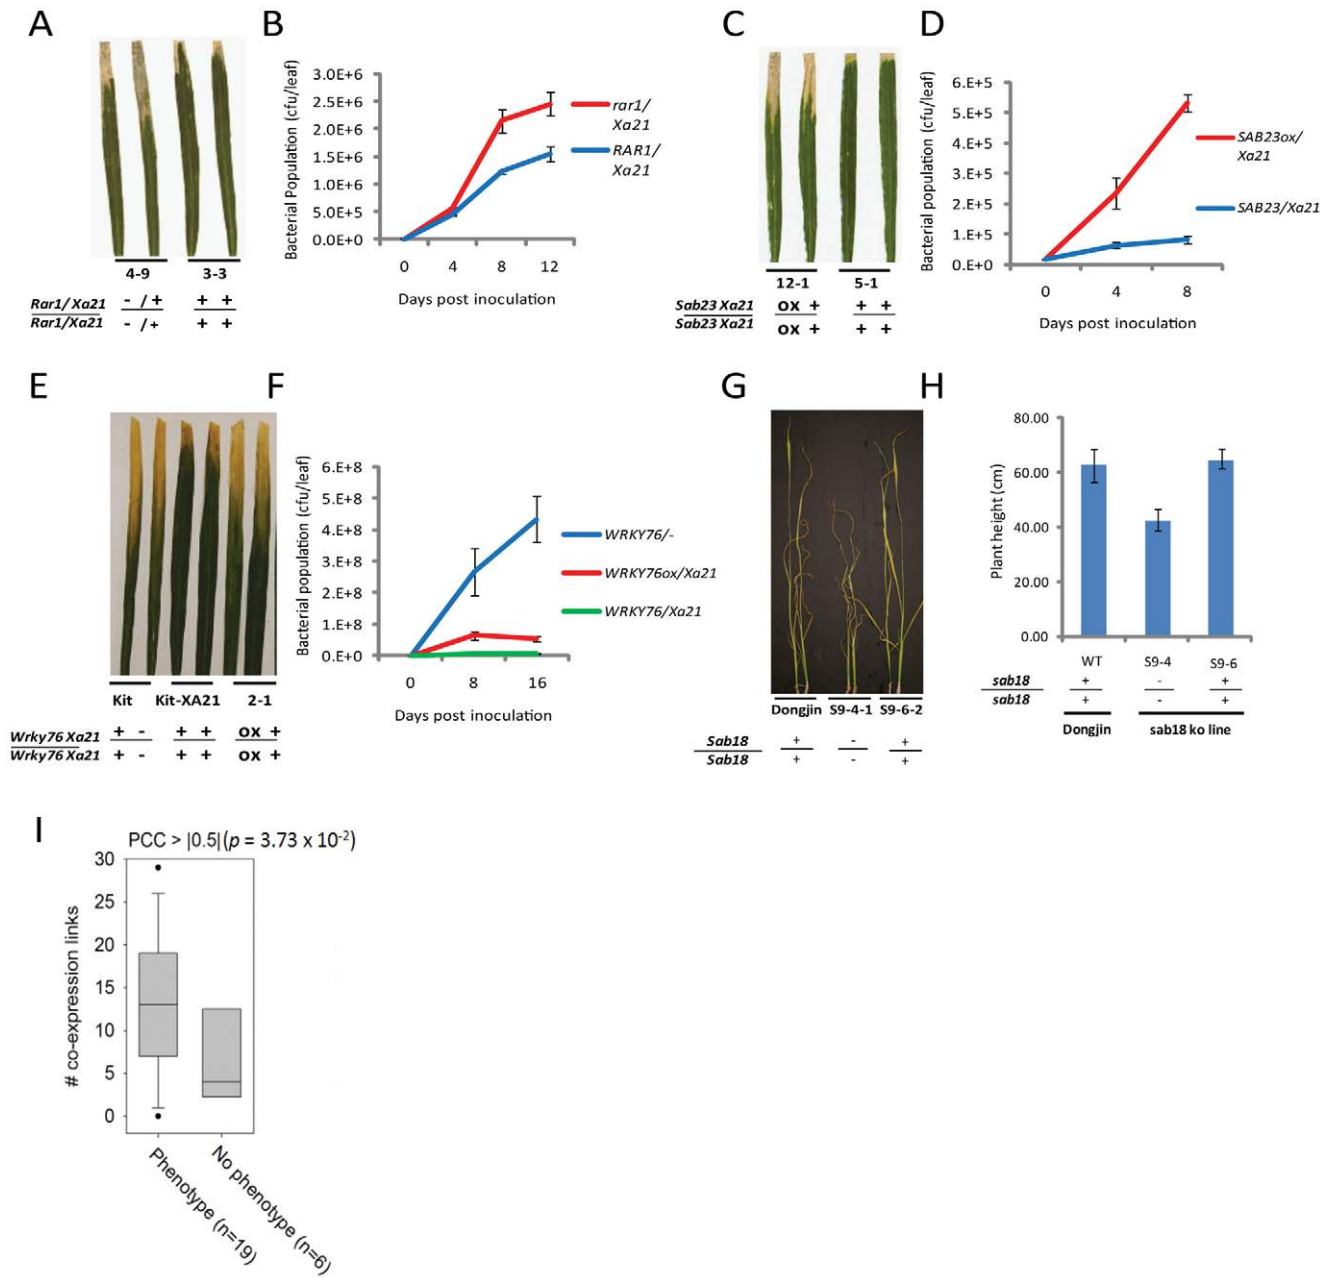 A
4-9
3-3
Rar1/Xa21 - / + + +
Rar1/Xa21 - / + + +
B
Bacterial Population (cfu/leaf)
3.0E+6
2.5E+6
2.0E+6
1.5E+6
1.0E+6
5.0E+5
0.0E+0
0 4 8 12
Days post inoculation
rar1/
Xa21
RAR1/
Xa21
C
12-1
5-1
Sab23 Xa21 ox + + +
Sab23 Xa21 ox + + +
D
Bacterial population (cfu/leaf)
6.E+5
5.E+5
4.E+5
3.E+5
2.E+5
1.E+5
0.E+0
0 4 8
Days post inoculation
SAB23ox/
Xa21
SAB23/Xa21
E
Kit Kit-XA21 2-1
Wrky76 Xa21 + - + + ox +
Wrky76 Xa21 + - + + ox +
F
Bacterial population (cfu/leaf)
6.E+8
5.E+8
4.E+8
3.E+8
2.E+8
1.E+8
0.E+0
0 8 16
Days post inoculation
WRKY76/-
WRKY76ox/Xa21
WRKY76/Xa21
G
Dongjin S9-4-1 S9-6-2
Sab18 + - +
Sab18 + - +
H
Plant height (cm)
80.00
60.00
40.00
20.00
0.00
WT S9-4 S9-6
sab18 + - +
sab18 + - +
Dongjin sab18 ko line
I
PCC > |0.5| (p = 3.73 x 10-2)
# co-expression links
30
25
20
15
10
5
0
Phenotype (n=19)
No phenotype (n=6)